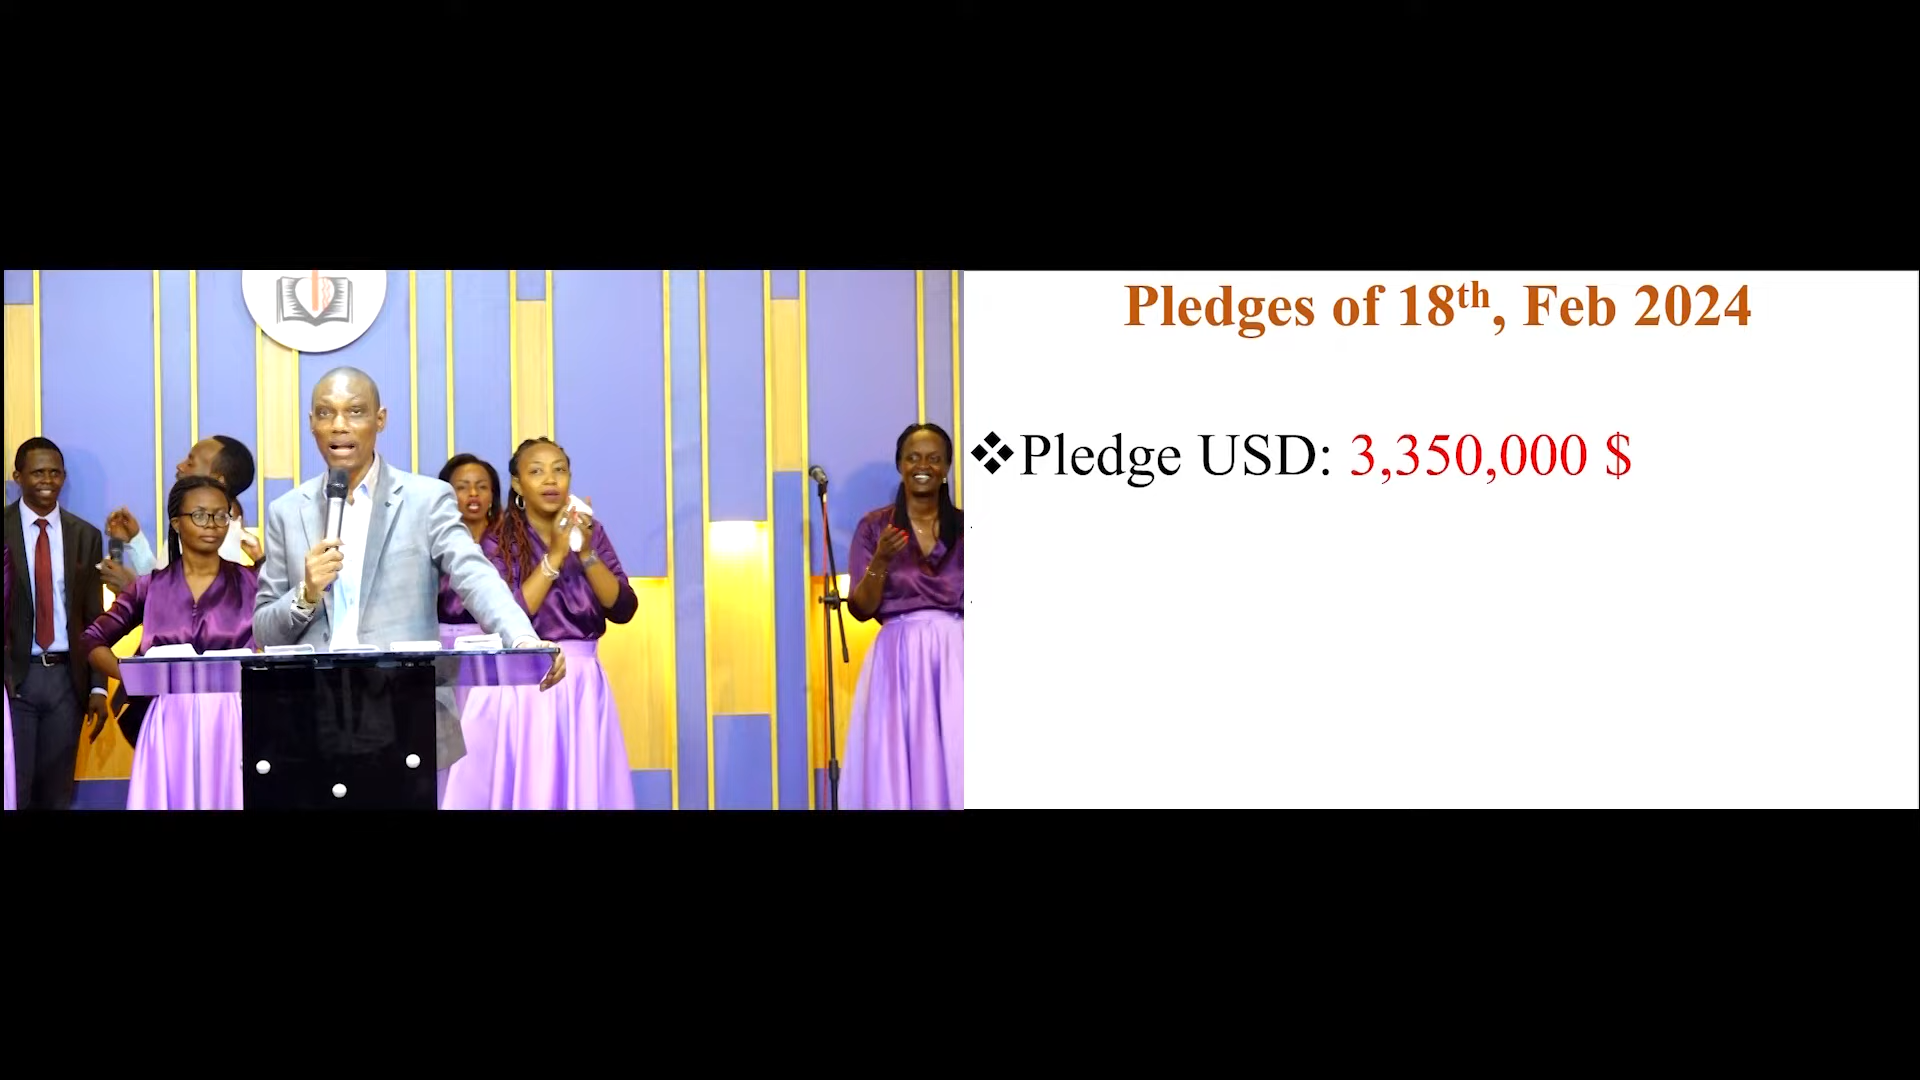 Pledges of 18th, Feb 2024
❖Pledge USD: 3,350,000 $